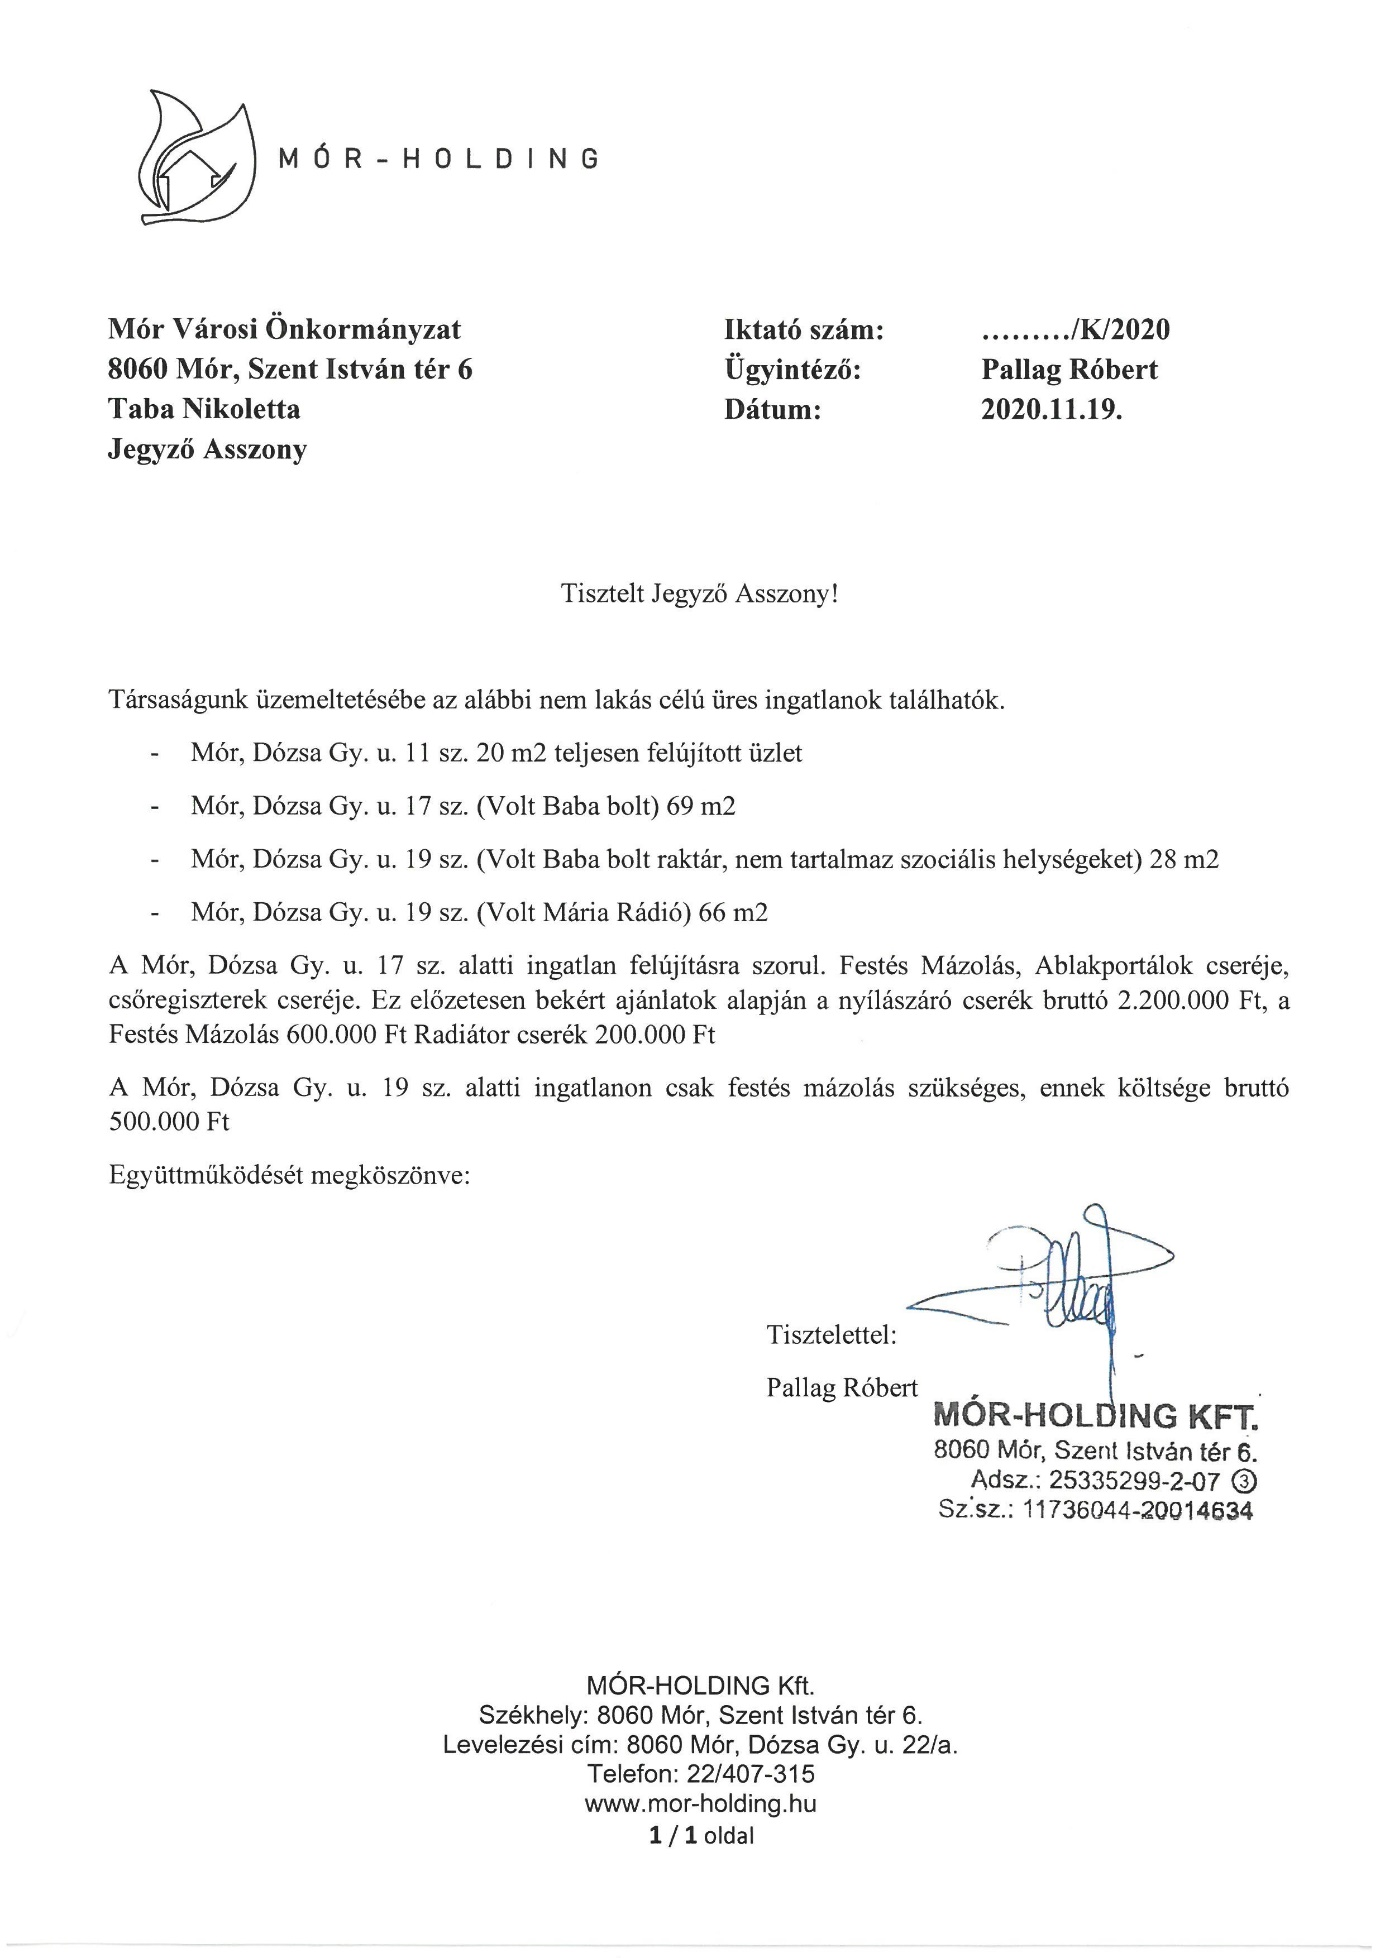 MÓR-HOLDING
Mór Városi Önkormányzat
8060 Mór, Szent István tér 6
Taba Nikoletta
Jegyző Asszony
Iktató szám: ........./K/2020
Ügyintéző: Pallag Róbert
Dátum: 2020.11.19.
Tisztelt Jegyző Asszony!
Társaságunk üzemeltetésébe az alábbi nem lakás célú üres ingatlanok találhatók.
- Mór, Dózsa Gy. u. 11 sz. 20 m2 teljesen felújított üzlet
- Mór, Dózsa Gy. u. 17 sz. (Volt Baba bolt) 69 m2
- Mór, Dózsa Gy. u. 19 sz. (Volt Baba bolt raktár, nem tartalmaz szociális helységeket) 28 m2
- Mór, Dózsa Gy. u. 19 sz. (Volt Mária Rádió) 66 m2
A Mór, Dózsa Gy. u. 17 sz. alatti ingatlan felújításra szorul. Festés Mázolás, Ablakportálok cseréje,
csőregiszterek cseréje. Ez előzetesen bekért ajánlatok alapján a nyílászáró cserék bruttó 2.200.000 Ft, a
Festés Mázolás 600.000 Ft Radiátor cserék 200.000 Ft
A Mór, Dózsa Gy. u. 19 sz. alatti ingatlanon csak festés mázolás szükséges, ennek költsége bruttó
500.000 Ft
Együttműködését megköszönve:
Tisztelettel:
Pallag Róbert
MÓR-HOLDING KFT.
8060 Mór, Szent István tér 6.
Adsz.: 25335299-2-07 ③
Sz.sz.: 11736044-20014634
MÓR-HOLDING Kft.
Székhely: 8060 Mór, Szent István tér 6.
Levelezési cím: 8060 Mór, Dózsa Gy. u. 22/a.
Telefon: 22/407-315
www.mor-holding.hu
1 / 1 oldal